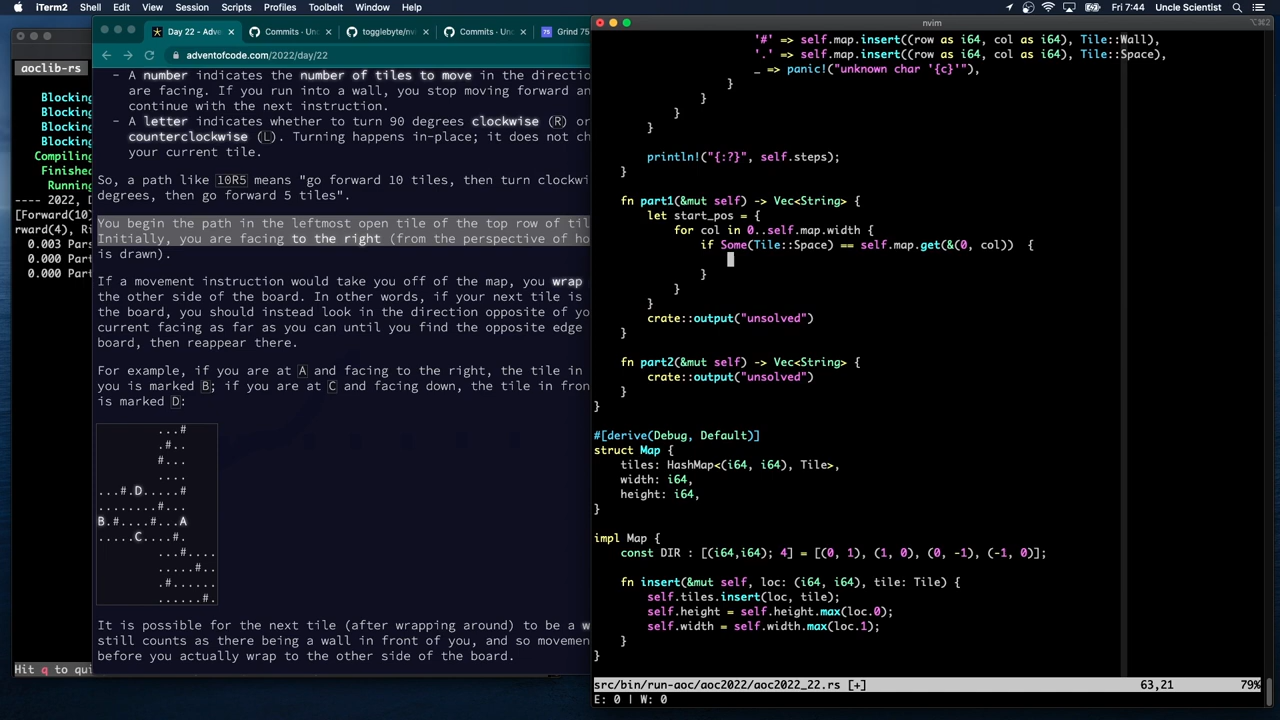 iTerm2 Shell Edit View Session Scripts Profiles Toolbelt Window Help
Fri 7:44 Uncle Scientist
aoclib-rs
Blocking
Blocking
Blocking
Blocking
Compiling
Finished
Running
---- 2022,
[Forward(10)
rward(4), Ri
0.003 Pars
0.000 Part
0.000 Part
Hit q to qui
Day 22 - 
Commits · Un
togglebyte/nvi
Commits · Un
Grind 75
adventofcode.com/2022/day/22
- A number indicates the number of tiles to move in the directio
are facing. If you run into a wall, you stop moving forward an
continue with the next instruction.
- A letter indicates whether to turn 90 degrees clockwise (R) or
counterclockwise (L). Turning happens in-place; it does not ch
your current tile.
So, a path like 10R5 means "go forward 10 tiles, then turn clockwi
degrees, then go forward 5 tiles".
You begin the path in the leftmost open tile of the top row of til
Initially, you are facing to the right (from the perspective of ho
is drawn).
If a movement instruction would take you off of the map, you wrap
the other side of the board. In other words, if your next tile is
the board, you should instead look in the direction opposite of yo
current facing as far as you can until you find the opposite edge
board, then reappear there.
For example, if you are at A and facing to the right, the tile in
you is marked B; if you are at C and facing down, the tile in fron
is marked D:
...#
.#..
#...
....
...#.D.....#
........#...
B.#....#...A
.....C....#.
...#....
.....#..
.#......
......#.
It is possible for the next tile (after wrapping around) to be a w
still counts as there being a wall in front of you, and so movemen
before you actually wrap to the other side of the board.
nvim
⌥⌘2
'#' => self.map.insert((row as i64, col as i64), Tile::Wall),
'.' => self.map.insert((row as i64, col as i64), Tile::Space),
_ => panic!("unknown char '{c}'"),
}
}
}
}
println!("{:?}", self.steps);
}
fn part1(&mut self) -> Vec<String> {
let start_pos = {
for col in 0..self.map.width {
if Some(Tile::Space) == self.map.get(&(0, col)) {
}
}
}
crate::output("unsolved")
}
fn part2(&mut self) -> Vec<String> {
crate::output("unsolved")
}
}
#[derive(Debug, Default)]
struct Map {
tiles: HashMap<(i64, i64), Tile>,
width: i64,
height: i64,
}
impl Map {
const DIR : [(i64,i64); 4] = [(0, 1), (1, 0), (0, -1), (-1, 0)];
fn insert(&mut self, loc: (i64, i64), tile: Tile) {
self.tiles.insert(loc, tile);
self.height = self.height.max(loc.0);
self.width = self.width.max(loc.1);
}
}
src/bin/run-aoc/aoc2022/aoc2022_22.rs [+] 63,21 79%
E: 0 | W: 0